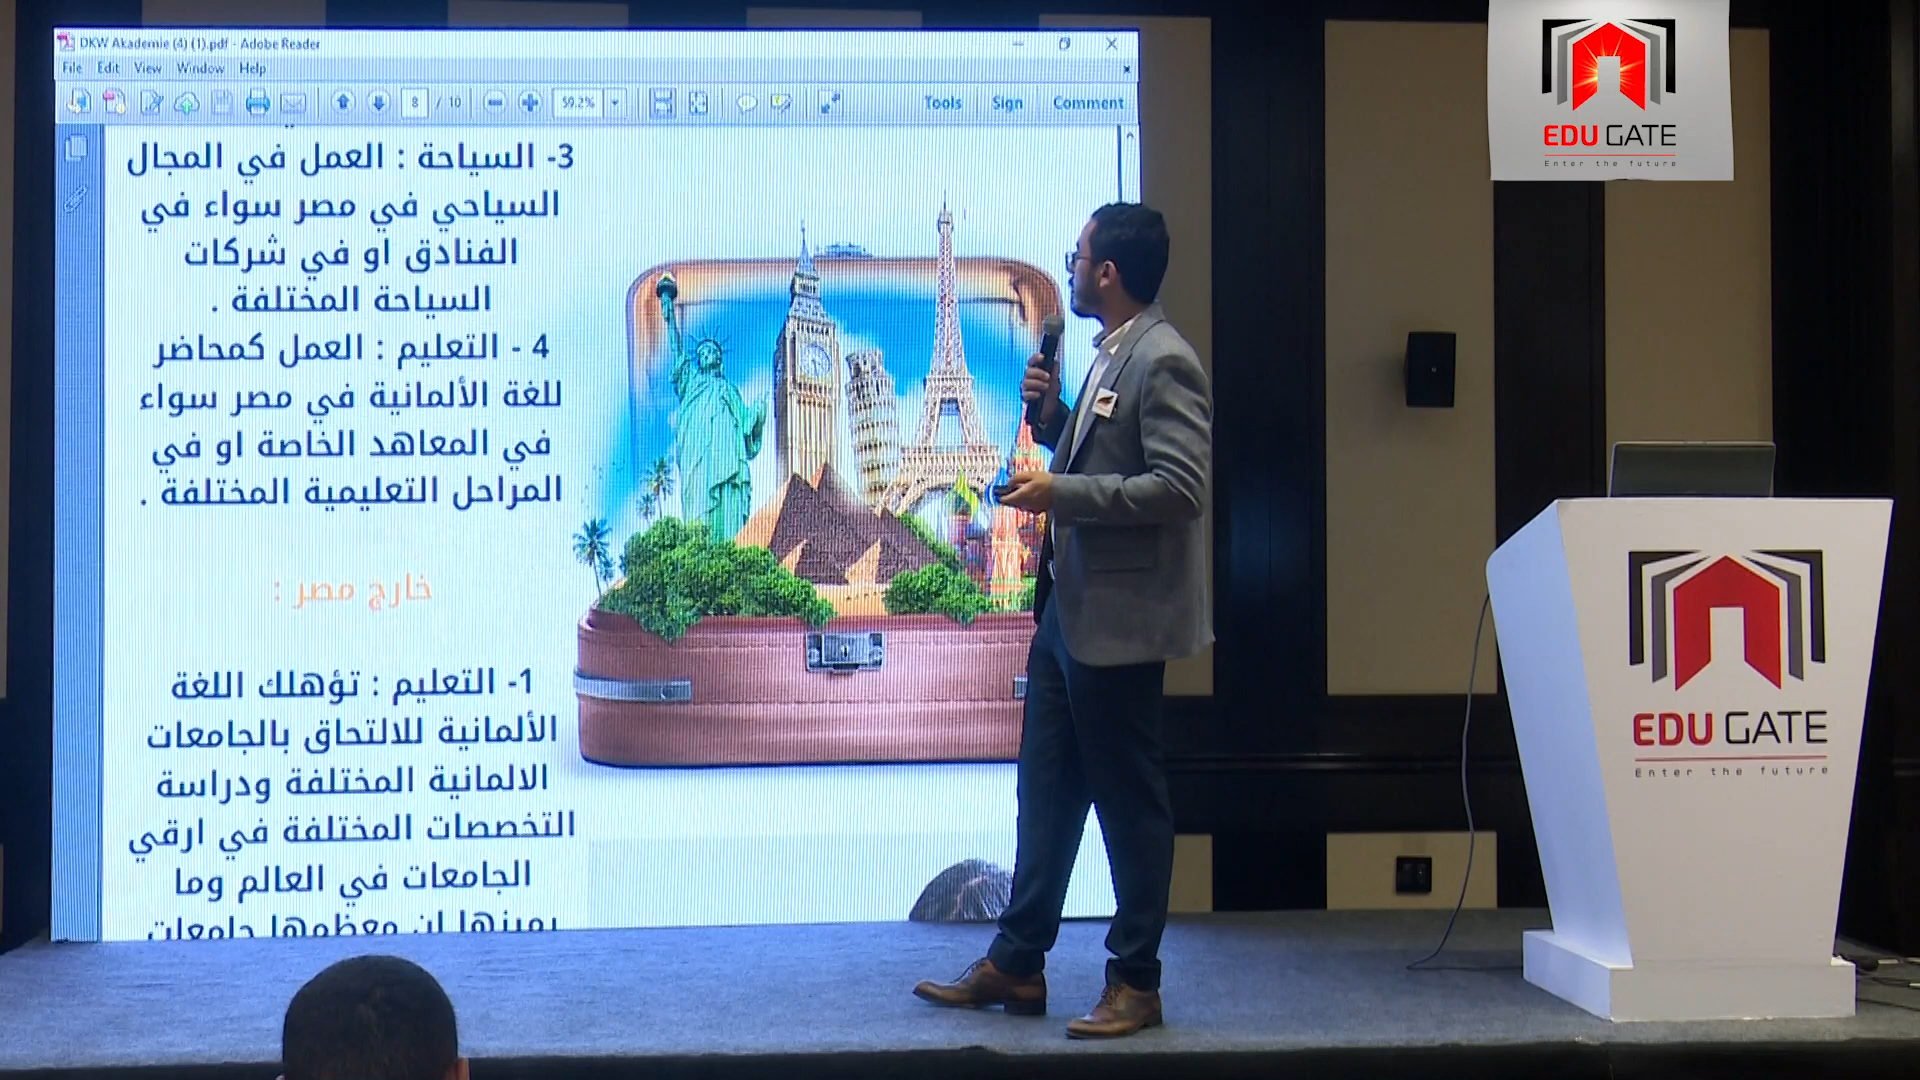 DKW Akademie (4) (1).pdf - Adobe Reader
File Edit View Window Help
8 / 10 59.2% Tools Sign Comment
3- السياحة : العمل في المجال
السياحي في مصر سواء في
الفنادق او في شركات
السياحة المختلفة .
4 - التعليم : العمل كمحاضر
للغة الألمانية في مصر سواء
في المعاهد الخاصة او في
المراحل التعليمية المختلفة .
خارج مصر :
1- التعليم : تؤهلك اللغة
الألمانية للالتحاق بالجامعات
الالمانية المختلفة ودراسة
التخصصات المختلفة في ارقي
الجامعات في العالم وما
يميزها ان معظمها جامعات
EDU GATE
Enter the future
EDU GATE
Enter the future